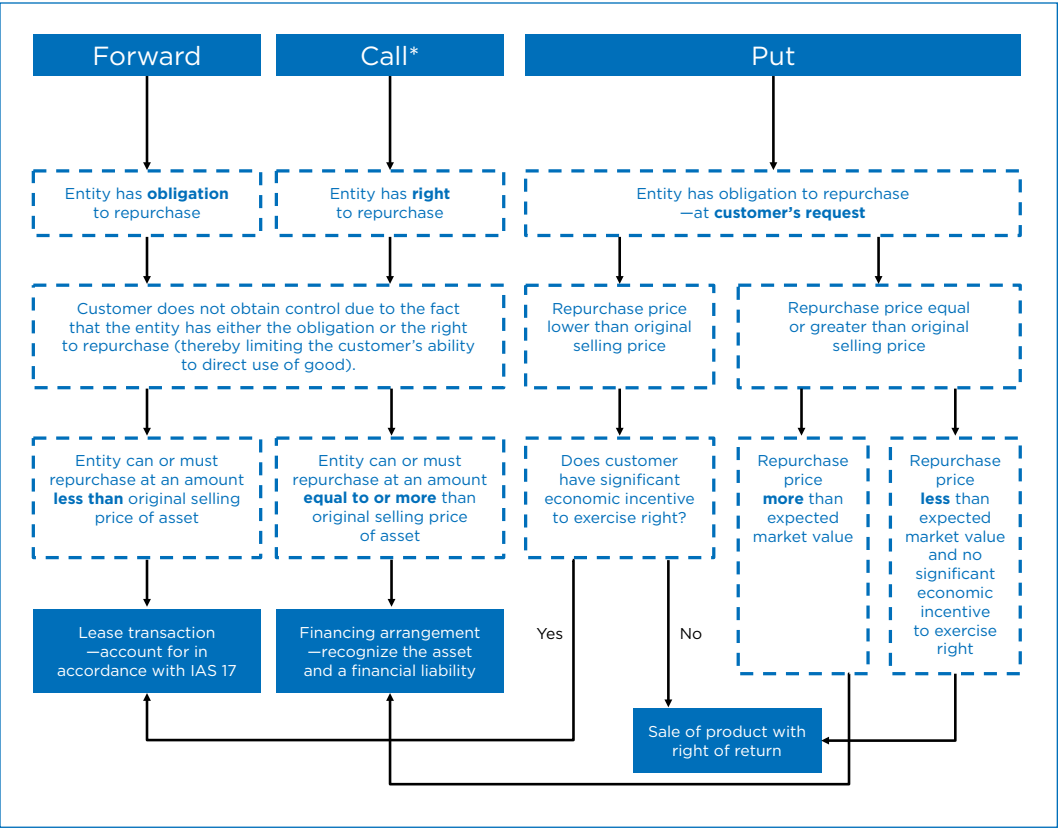 Forward
Call*
Put
Entity has obligation
to repurchase
Entity has right
to repurchase
Entity has obligation to repurchase
—at customer's request
Customer does not obtain control due to the fact
that the entity has either the obligation or the right
to repurchase (thereby limiting the customer's ability
to direct use of good).
Repurchase price
lower than original
selling price
Repurchase price equal
or greater than original
selling price
Entity can or must
repurchase at an amount
less than original selling
price of asset
Entity can or must
repurchase at an amount
equal to or more than
original selling price
of asset
Does customer
have significant
economic incentive
to exercise right?
Repurchase
price
more than
expected
market value
Repurchase
price
less than
expected
market value
and no
significant
economic
incentive
to exercise
right
Lease transaction
—account for in
accordance with IAS 17
Financing arrangement
—recognize the asset
and a financial liability
Yes
No
Sale of product with
right of return